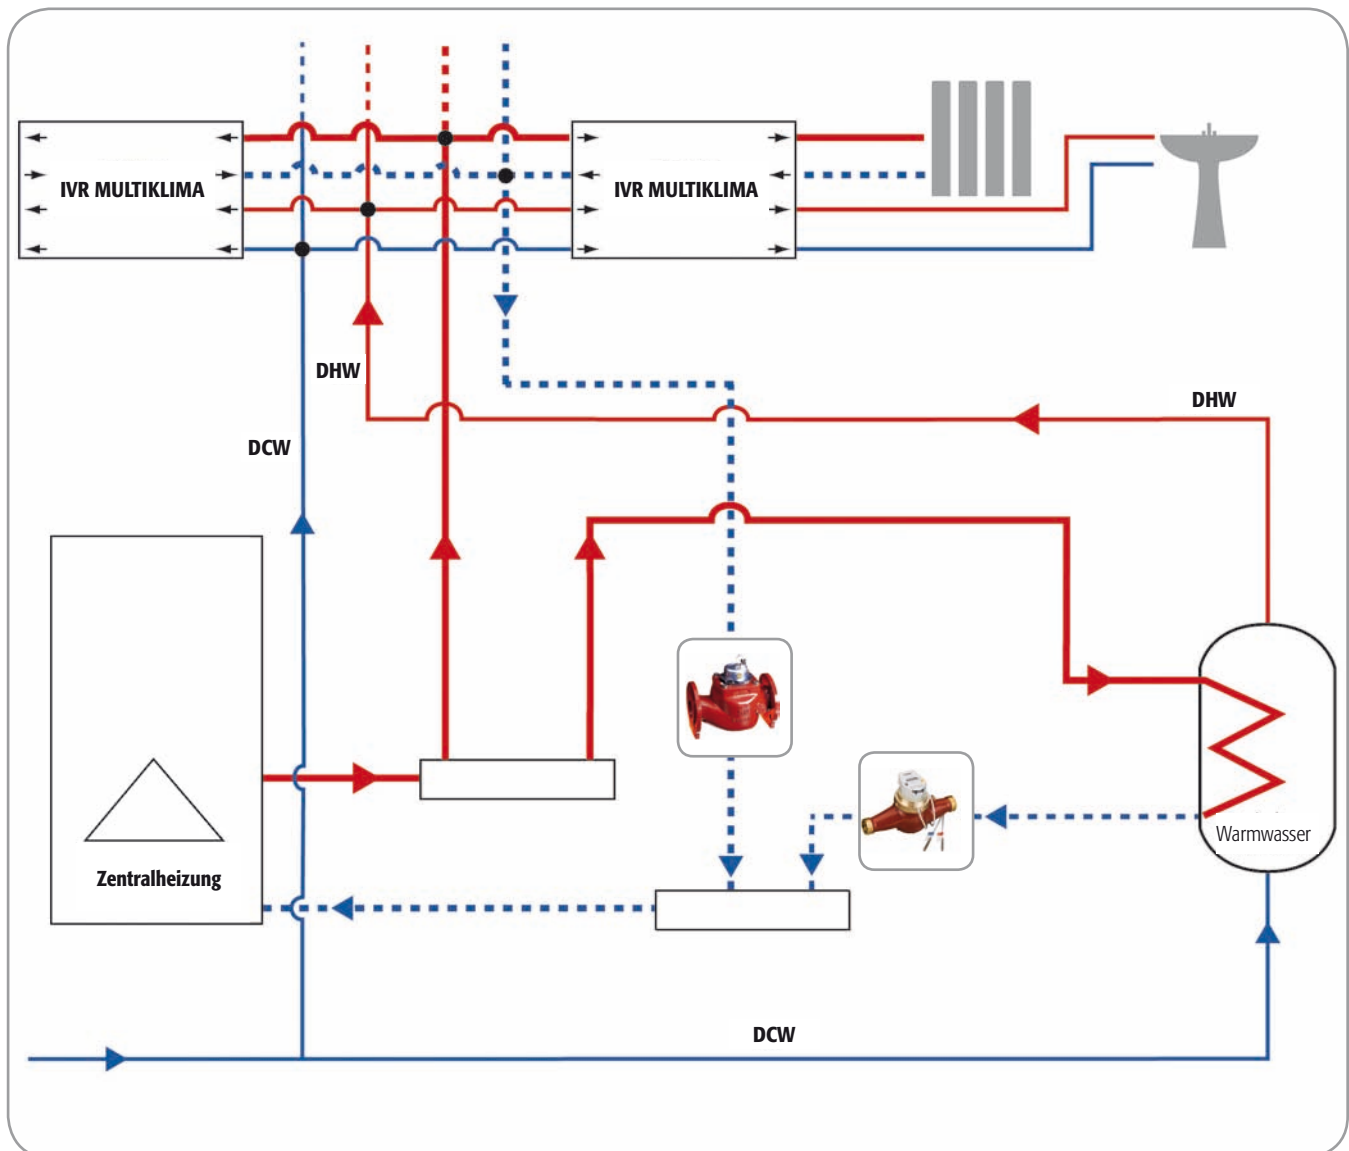 IVR MULTIKLIMA
IVR MULTIKLIMA
DHW
DHW
DCW
Zentralheizung
Warmwasser
DCW